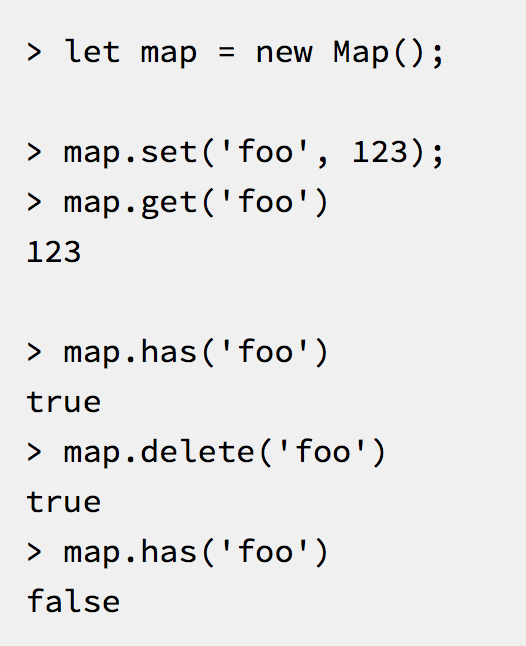 > let map = new Map();
> map.set('foo', 123);
> map.get('foo')
123
> map.has('foo')
true
> map.delete('foo')
true
> map.has('foo')
false